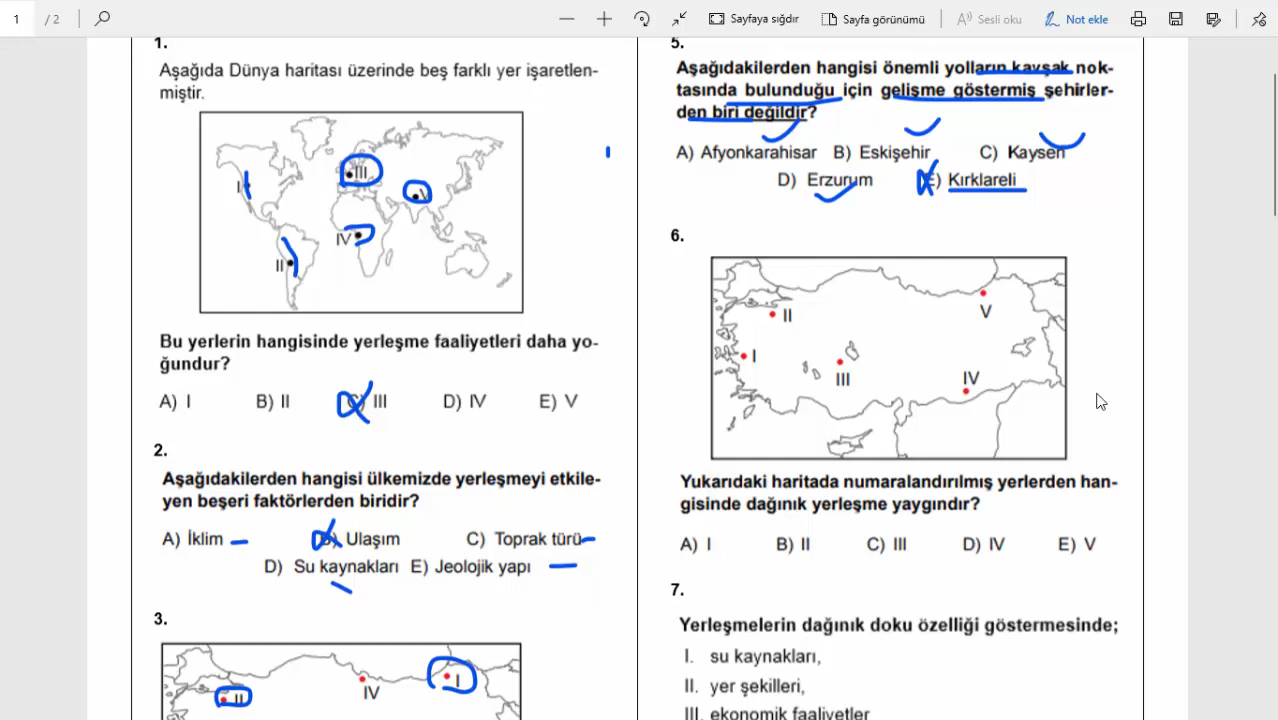 1 / 2
Sayfaya sığdır
Sayfa görünümü
Sesli oku
Not ekle
1.
Aşağıda Dünya haritası üzerinde beş farklı yer işaretlen-
miştir.
I
III
V
IV
II
Bu yerlerin hangisinde yerleşme faaliyetleri daha yo-
ğundur?
A) I B) II C) III D) IV E) V
2.
Aşağıdakilerden hangisi ülkemizde yerleşmeyi etkile-
yen beşeri faktörlerden biridir?
A) İklim B) Ulaşım C) Toprak türü
D) Su kaynakları E) Jeolojik yapı
3.
II
IV
I
5.
Aşağıdakilerden hangisi önemli yolların kavşak nok-
tasında bulunduğu için gelişme göstermiş şehirler-
den biri değildir?
A) Afyonkarahisar B) Eskişehir C) Kayseri
D) Erzurum E) Kırklareli
6.
II
V
I
III
IV
Yukarıdaki haritada numaralandırılmış yerlerden han-
gisinde dağınık yerleşme yaygındır?
A) I B) II C) III D) IV E) V
7.
Yerleşmelerin dağınık doku özelliği göstermesinde;
I. su kaynakları,
II. yer şekilleri,
III. ekonomik faaliyetler